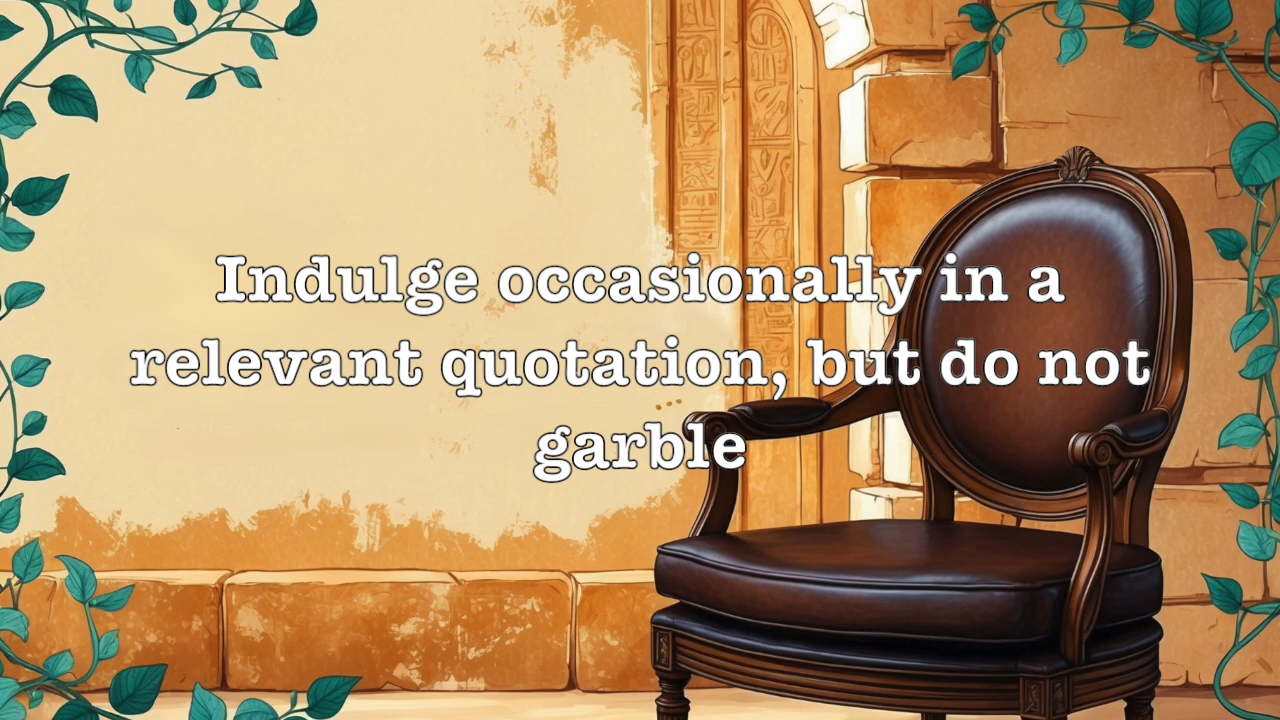 Indulge occasionally in a
relevant quotation, but do not
garble